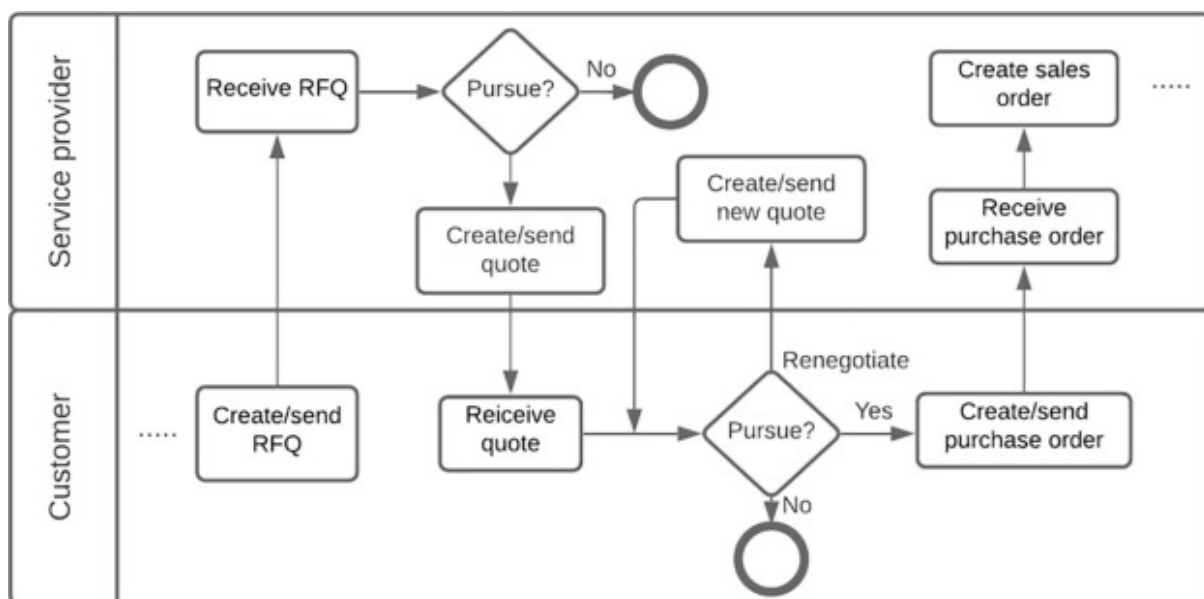 Service provider
Receive RFQ
Pursue?
No
Create sales
order
.....
Create/send
new quote
Receive
purchase order
Create/send
quote
Customer
.....
Create/send
RFQ
Reiceive
quote
Renegotiate
Pursue?
Yes
Create/send
purchase order
No